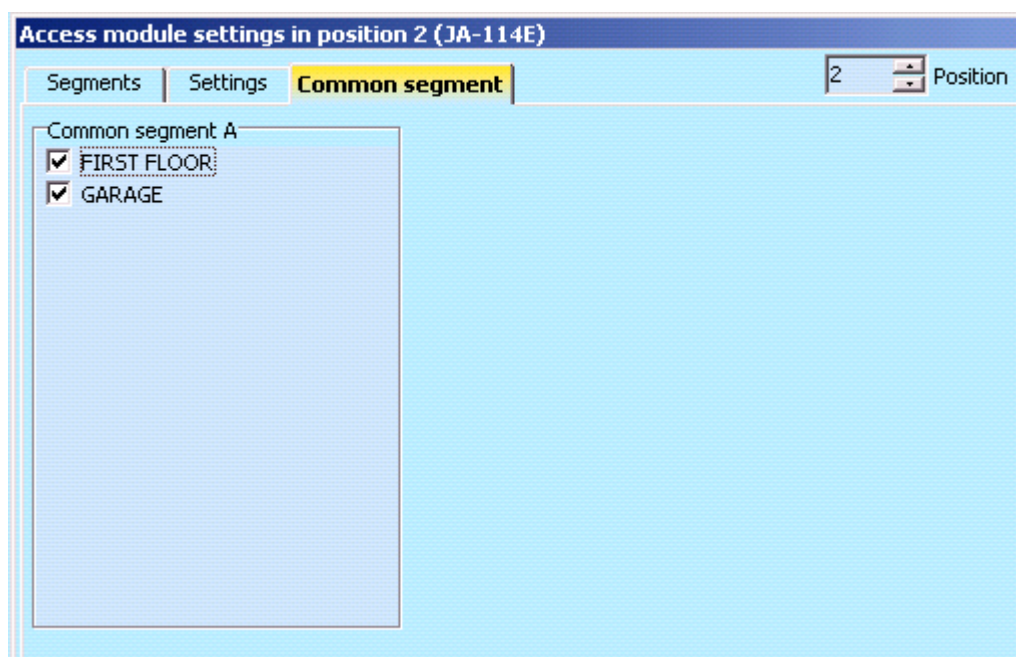 Access module settings in position 2 (JA-114E)
Segments Settings Common segment 2 Position
Common segment A
FIRST FLOOR
GARAGE